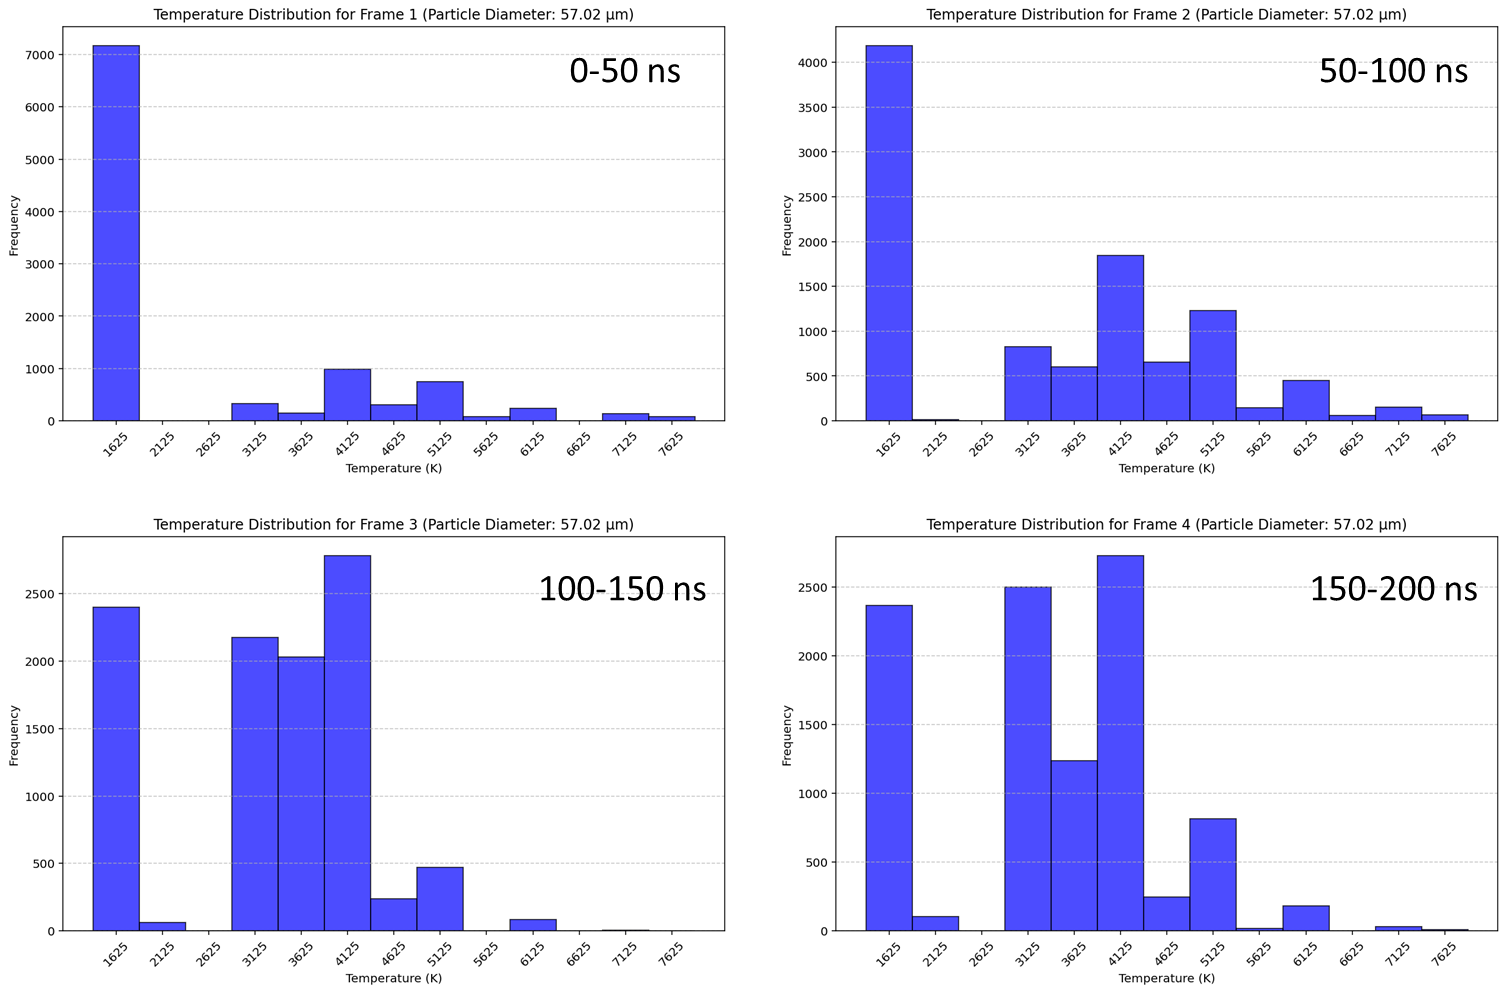 Temperature Distribution for Frame 1 (Particle Diameter: 57.02 µm)
0-50 ns
Frequency
7000
6000
5000
4000
3000
2000
1000
0
1625 2125 2625 3125 3625 4125 4625 5125 5625 6125 6625 7125 7625
Temperature (K)
Temperature Distribution for Frame 2 (Particle Diameter: 57.02 µm)
50-100 ns
Frequency
4000
3500
3000
2500
2000
1500
1000
500
0
1625 2125 2625 3125 3625 4125 4625 5125 5625 6125 6625 7125 7625
Temperature (K)
Temperature Distribution for Frame 3 (Particle Diameter: 57.02 µm)
100-150 ns
Frequency
2500
2000
1500
1000
500
0
1625 2125 2625 3125 3625 4125 4625 5125 5625 6125 6625 7125 7625
Temperature (K)
Temperature Distribution for Frame 4 (Particle Diameter: 57.02 µm)
150-200 ns
Frequency
2500
2000
1500
1000
500
0
1625 2125 2625 3125 3625 4125 4625 5125 5625 6125 6625 7125 7625
Temperature (K)